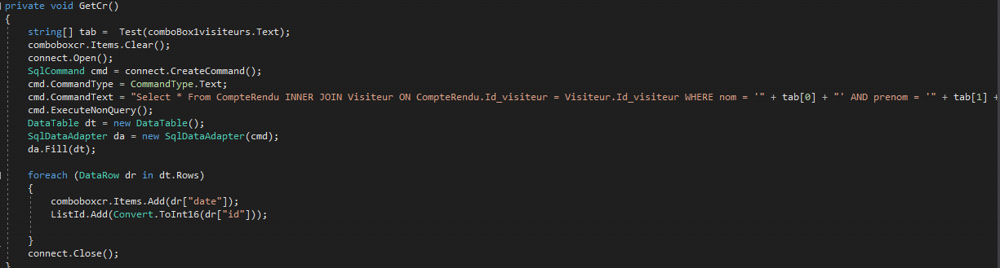 private void GetCr()
{
string[] tab =  Test(comboBox1visiteurs.Text);
comboboxcr.Items.Clear();
connect.Open();
SqlCommand cmd = connect.CreateCommand();
cmd.CommandType = CommandType.Text;
cmd.CommandText = "Select * From CompteRendu INNER JOIN Visiteur ON CompteRendu.Id_visiteur = Visiteur.Id_visiteur WHERE nom = '" + tab[0] + "' AND prenom = '" + tab[1] +
cmd.ExecuteNonQuery();
DataTable dt = new DataTable();
SqlDataAdapter da = new SqlDataAdapter(cmd);
da.Fill(dt);
foreach (DataRow dr in dt.Rows)
{
comboboxcr.Items.Add(dr["date"]);
ListId.Add(Convert.ToInt16(dr["id"]));
}
connect.Close();
}